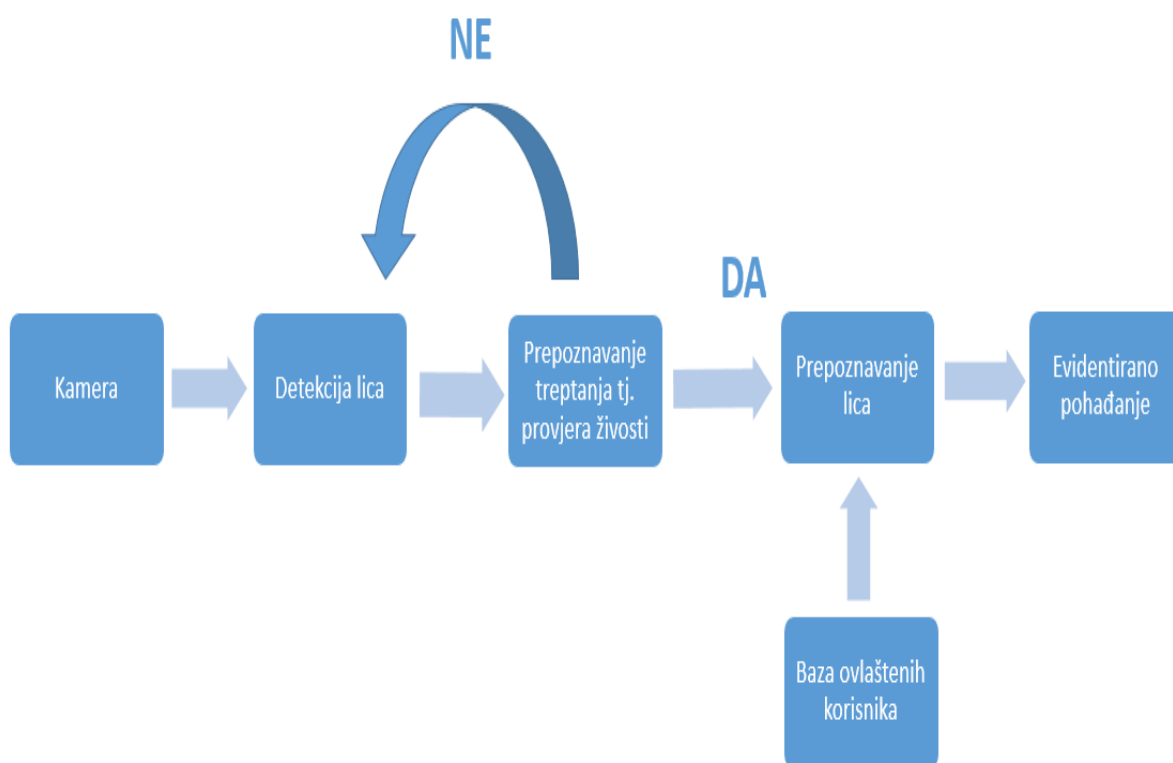 NE
DA
Kamera
Detekcija lica
Prepoznavanje
treptanja tj.
provjera živosti
Prepoznavanje
lica
Evidentirano
pohađanje
Baza ovlaštenih
korisnika